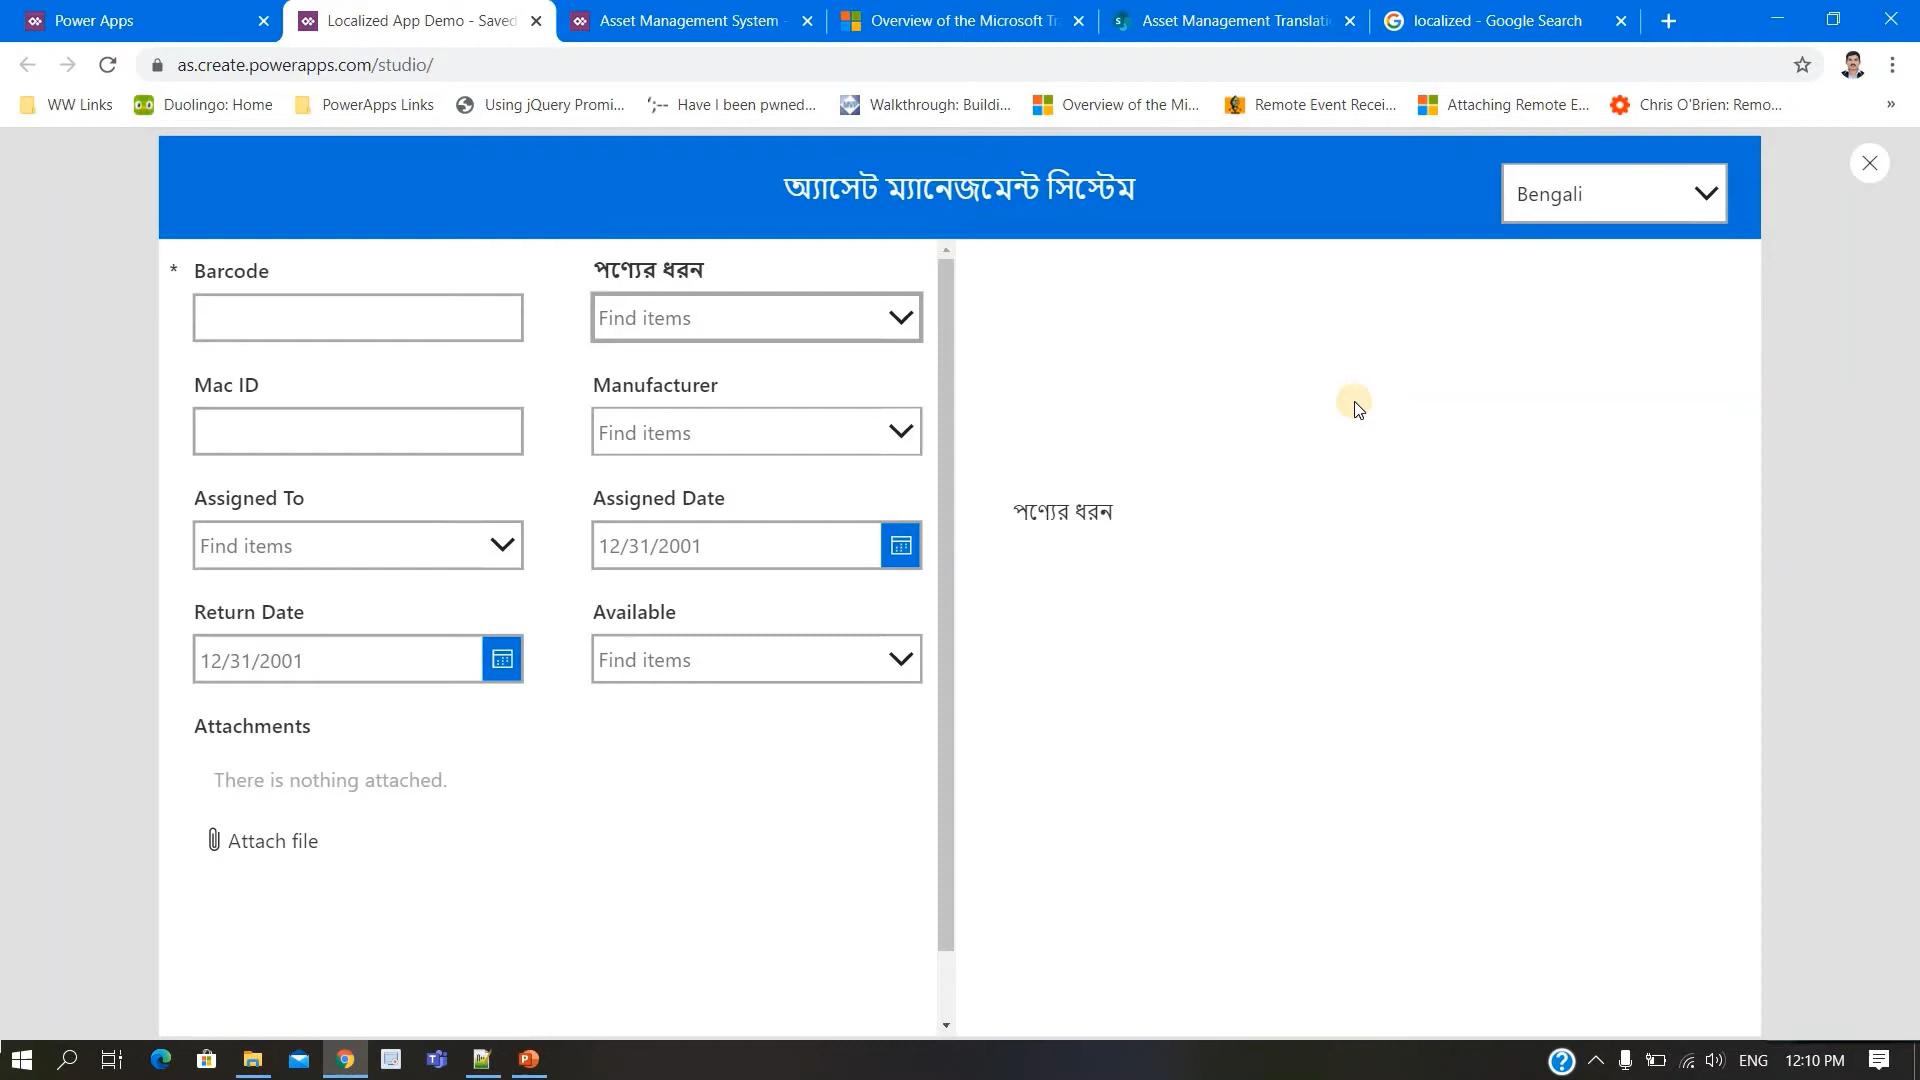 Power Apps
Localized App Demo - Saved
Asset Management System -
Overview of the Microsoft Tr
Asset Management Translati
localized - Google Search
as.create.powerapps.com/studio/
WW Links
Duolingo: Home
PowerApps Links
Using jQuery Promi...
Have I been pwned...
Walkthrough: Buildi...
Overview of the Mi...
Remote Event Recei...
Attaching Remote E...
Chris O'Brien: Remo...
»
অ্যাসেট ম্যানেজমেন্ট সিস্টেম
Bengali
* Barcode
পণ্যের ধরন
Find items
Mac ID
Manufacturer
Find items
Assigned To
Assigned Date
Find items
12/31/2001
পণ্যের ধরন
Return Date
Available
12/31/2001
Find items
Attachments
There is nothing attached.
Attach file
ENG
12:10 PM